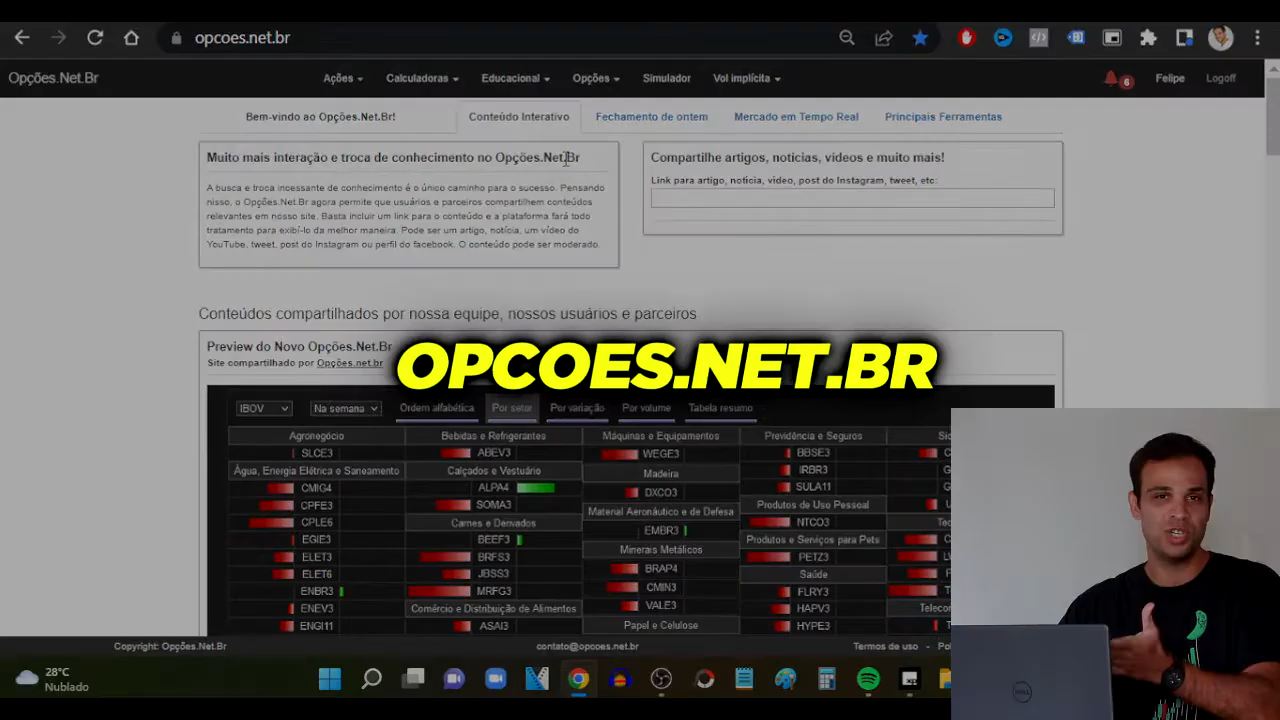 opcoes.net.br
Opções.Net.Br
Ações
Calculadoras
Educacional
Opções
Simulador
Vol implícita
6
Felipe
Logoff
Bem-vindo ao Opções.Net.Br!
Conteúdo Interativo
Fechamento de ontem
Mercado em Tempo Real
Principais Ferramentas
Muito mais interação e troca de conhecimento no Opções.Net.Br
A busca e troca incessante de conhecimento é o único caminho para o sucesso. Pensando
nisso, o Opções.Net.Br agora permite que usuários e parceiros compartilhem conteúdos
relevantes em nosso site. Basta incluir um link para o conteúdo e a plataforma fará todo
tratamento para exibí-lo da melhor maneira. Pode ser um artigo, notícia, um vídeo do
YouTube, tweet, post do Instagram ou perfil do facebook. O conteúdo pode ser moderado.
Compartilhe artigos, notícias, vídeos e muito mais!
Link para artigo, notícia, vídeo, post do Instagram, tweet, etc:
Conteúdos compartilhados por nossa equipe, nossos usuários e parceiros
Preview do Novo Opções.Net.Br
Site compartilhado por Opções.net.br
OPCOES.NET.BR
IBOV
Na semana
Ordem alfabética
Por setor
Por variação
Por volume
Tabela resumo
Agronegócio
SLCE3
Água, Energia Elétrica e Saneamento
CMIG4
CPFE3
CPLE6
EGIE3
ELET3
ELET6
ENBR3
ENEV3
ENGI11
Bebidas e Refrigerantes
ABEV3
Calçados e Vestuário
ALPA4
SOMA3
Carnes e Derivados
BEEF3
BRFS3
JBSS3
MRFG3
Comércio e Distribuição de Alimentos
ASAI3
Máquinas e Equipamentos
WEGE3
Madeira
DXCO3
Material Aeronáutico e de Defesa
EMBR3
Minerais Metálicos
BRAP4
CMIN3
VALE3
Papel e Celulose
Previdência e Seguros
BBSE3
IRBR3
SULA11
Produtos de Uso Pessoal
NTCO3
Produtos e Serviços para Pets
PETZ3
Saúde
FLRY3
HAPV3
HYPE3
Copyright: Opções.Net.Br
contato@opcoes.net.br
Termos de uso
28°C
Nublado
DELL